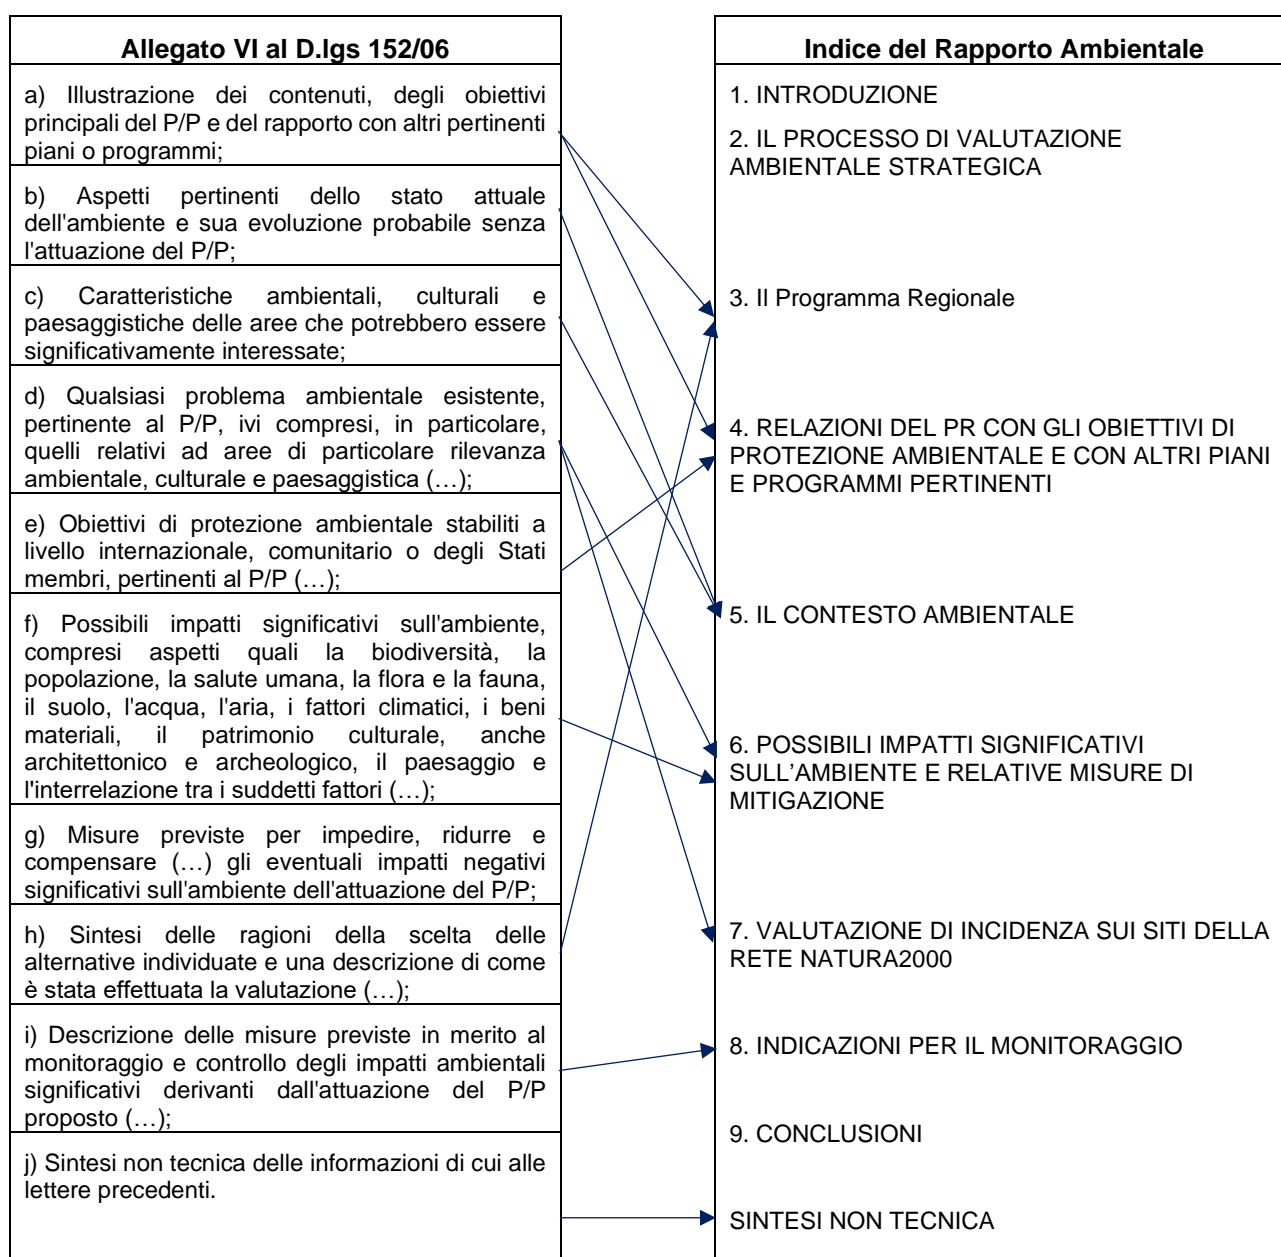 Allegato VI al D.lgs 152/06
a) Illustrazione dei contenuti, degli obiettivi
principali del P/P e del rapporto con altri pertinenti
piani o programmi;
b) Aspetti pertinenti dello stato attuale
dell'ambiente e sua evoluzione probabile senza
l'attuazione del P/P;
c) Caratteristiche ambientali, culturali e
paesaggistiche delle aree che potrebbero essere
significativamente interessate;
d) Qualsiasi problema ambientale esistente,
pertinente al P/P, ivi compresi, in particolare,
quelli relativi ad aree di particolare rilevanza
ambientale, culturale e paesaggistica (…);
e) Obiettivi di protezione ambientale stabiliti a
livello internazionale, comunitario o degli Stati
membri, pertinenti al P/P (…);
f) Possibili impatti significativi sull'ambiente,
compresi aspetti quali la biodiversità, la
popolazione, la salute umana, la flora e la fauna,
il suolo, l'acqua, l'aria, i fattori climatici, i beni
materiali, il patrimonio culturale, anche
architettonico e archeologico, il paesaggio e
l'interrelazione tra i suddetti fattori (…);
g) Misure previste per impedire, ridurre e
compensare (…) gli eventuali impatti negativi
significativi sull'ambiente dell'attuazione del P/P;
h) Sintesi delle ragioni della scelta delle
alternative individuate e una descrizione di come
è stata effettuata la valutazione (…);
i) Descrizione delle misure previste in merito al
monitoraggio e controllo degli impatti ambientali
significativi derivanti dall'attuazione del P/P
proposto (…);
j) Sintesi non tecnica delle informazioni di cui alle
lettere precedenti.
Indice del Rapporto Ambientale
1. INTRODUZIONE
2. IL PROCESSO DI VALUTAZIONE
AMBIENTALE STRATEGICA
3. Il Programma Regionale
4. RELAZIONI DEL PR CON GLI OBIETTIVI DI
PROTEZIONE AMBIENTALE E CON ALTRI PIANI
E PROGRAMMI PERTINENTI
5. IL CONTESTO AMBIENTALE
6. POSSIBILI IMPATTI SIGNIFICATIVI
SULL’AMBIENTE E RELATIVE MISURE DI
MITIGAZIONE
7. VALUTAZIONE DI INCIDENZA SUI SITI DELLA
RETE NATURA2000
8. INDICAZIONI PER IL MONITORAGGIO
9. CONCLUSIONI
SINTESI NON TECNICA